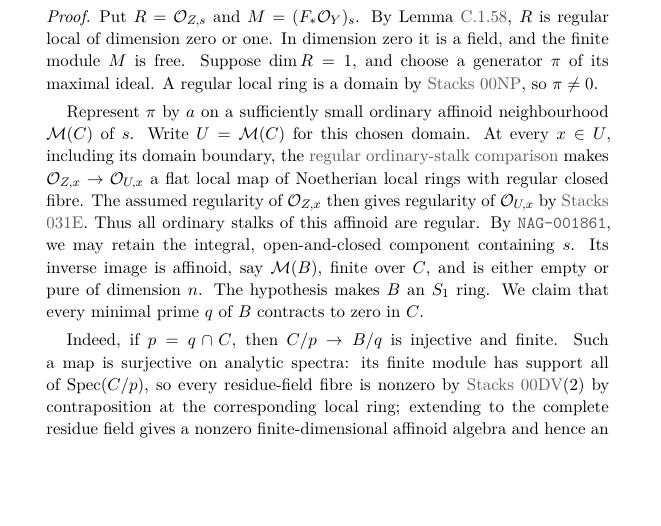 Proof. Put R = 𝒪_{Z,s} and M = (F_*𝒪_Y)_s. By Lemma C.1.58, R is regular
local of dimension zero or one. In dimension zero it is a field, and the finite
module M is free. Suppose dim R = 1, and choose a generator π of its
maximal ideal. A regular local ring is a domain by Stacks 00NP, so π ≠ 0.
Represent π by a on a sufficiently small ordinary affinoid neighbourhood
ℳ(C) of s. Write U = ℳ(C) for this chosen domain. At every x ∈ U,
including its domain boundary, the regular ordinary-stalk comparison makes
𝒪_{Z,x} → 𝒪_{U,x} a flat local map of Noetherian local rings with regular closed
fibre. The assumed regularity of 𝒪_{Z,x} then gives regularity of 𝒪_{U,x} by Stacks
031E. Thus all ordinary stalks of this affinoid are regular. By NAG-001861,
we may retain the integral, open-and-closed component containing s. Its
inverse image is affinoid, say ℳ(B), finite over C, and is either empty or
pure of dimension n. The hypothesis makes B an S_1 ring. We claim that
every minimal prime q of B contracts to zero in C.
Indeed, if p = q ∩ C, then C/p → B/q is injective and finite. Such
a map is surjective on analytic spectra: its finite module has support all
of Spec(C/p), so every residue-field fibre is nonzero by Stacks 00DV(2) by
contraposition at the corresponding local ring; extending to the complete
residue field gives a nonzero finite-dimensional affinoid algebra and hence an